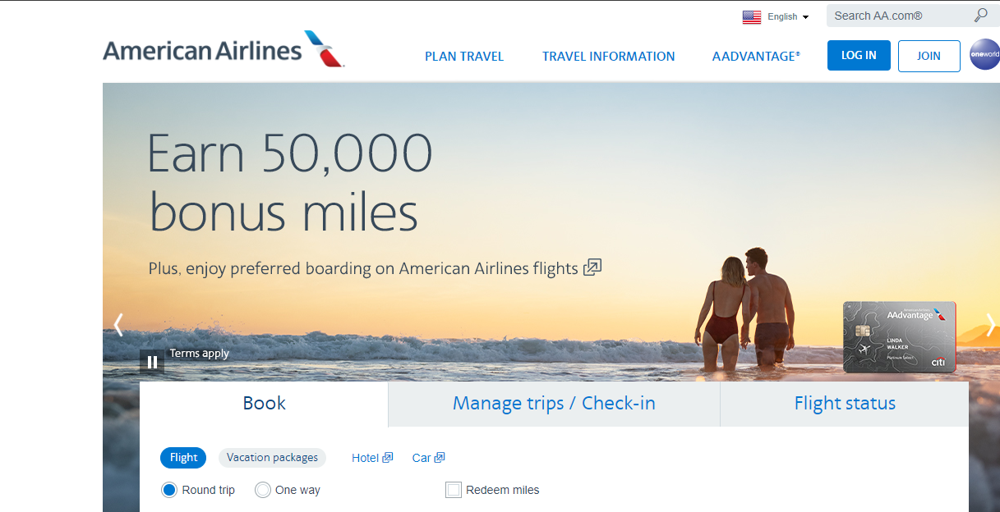 English
Search AA.com®
American Airlines
PLAN TRAVEL
TRAVEL INFORMATION
AADVANTAGE®
LOG IN
JOIN
oneworld
Earn 50,000
bonus miles
Plus, enjoy preferred boarding on American Airlines flights
American Airlines
AAdvantage
LINDA
WALKER
Platinum Select
citi
Terms apply
Book
Manage trips / Check-in
Flight status
Flight
Vacation packages
Hotel
Car
Round trip
One way
Redeem miles